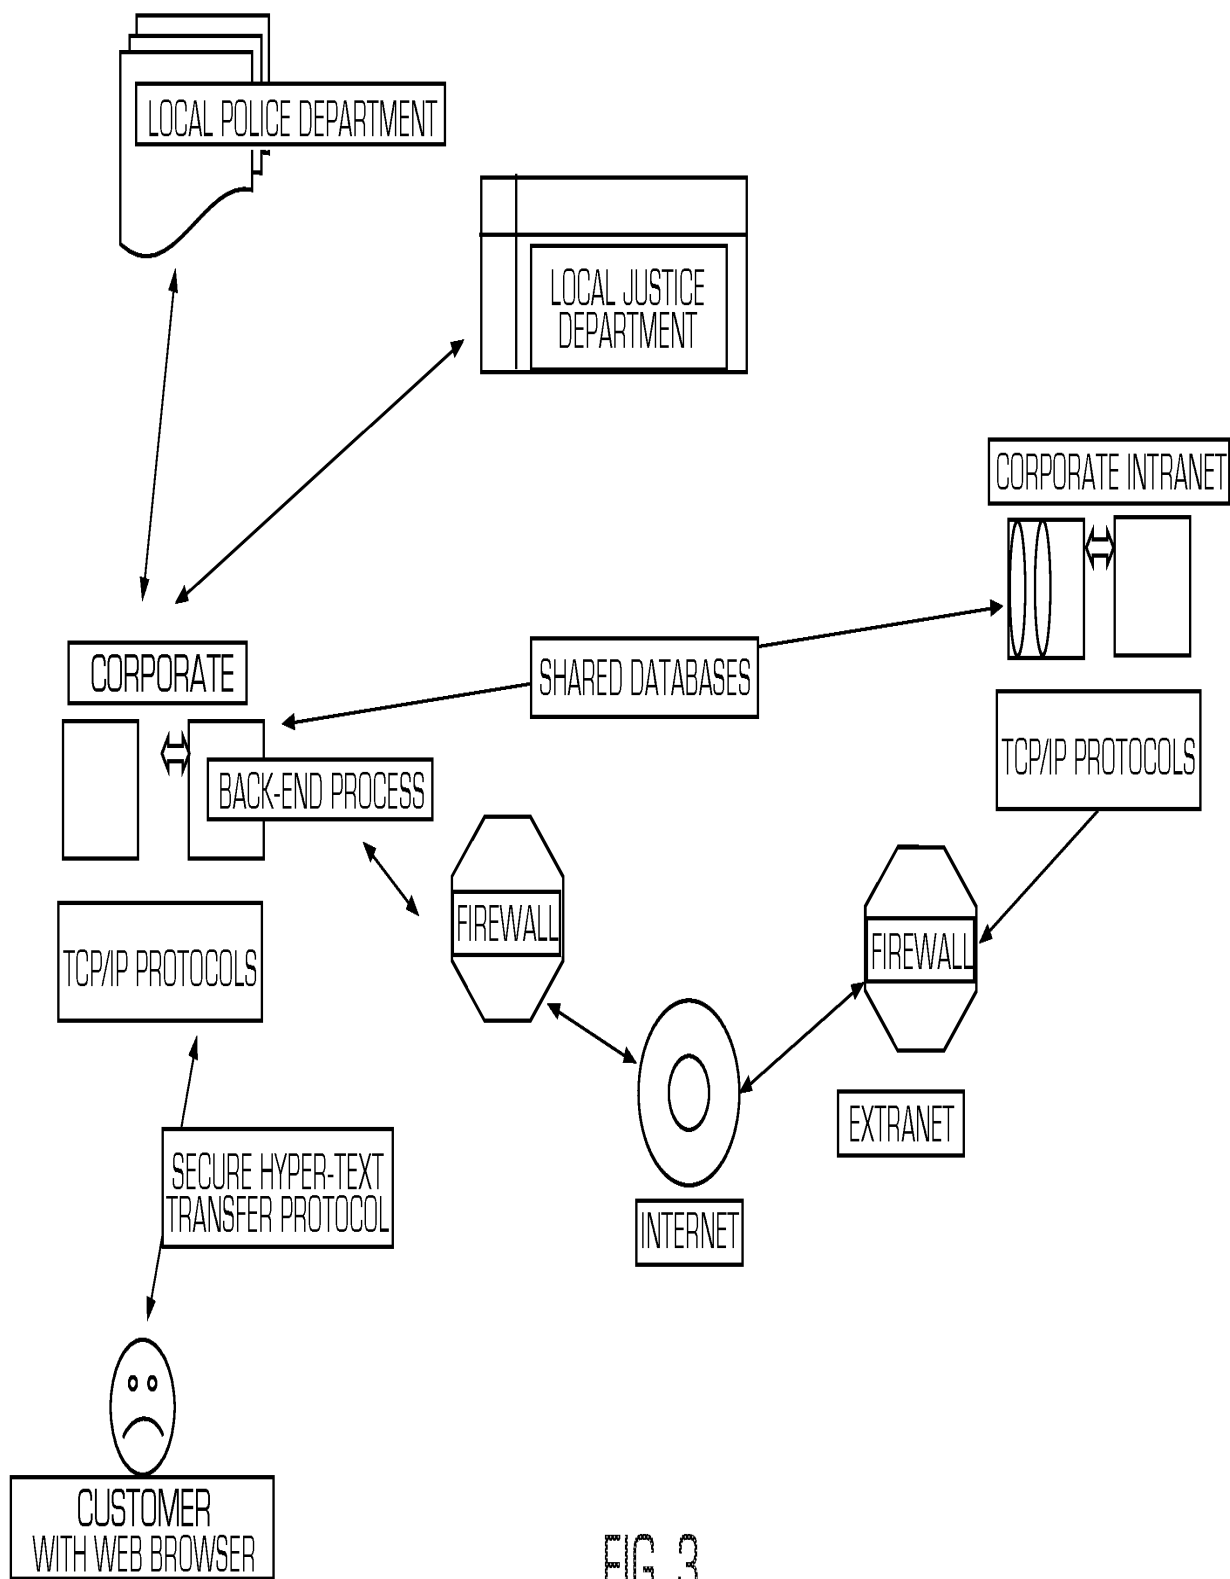 LOCAL POLICE DEPARTMENT
LOCAL JUSTICE
DEPARTMENT
CORPORATE INTRANET
CORPORATE
SHARED DATABASES
TCP/IP PROTOCOLS
BACK-END PROCESS
FIREWALL
FIREWALL
TCP/IP PROTOCOLS
EXTRANET
SECURE HYPER-TEXT
TRANSFER PROTOCOL
INTERNET
CUSTOMER
WITH WEB BROWSER
FIG. 3